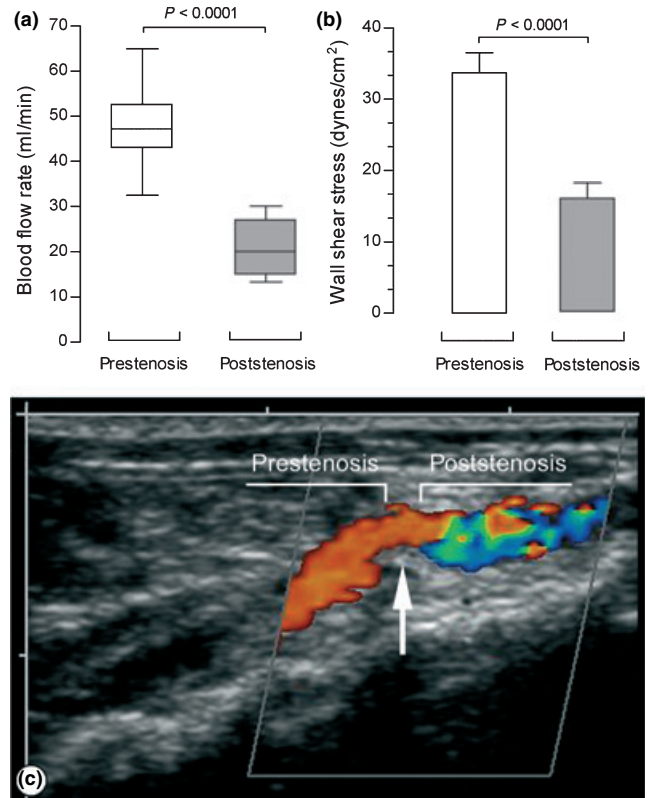 (a)
P < 0.0001
Blood flow rate (ml/min)
70
60
50
40
30
20
10
0
Prestenosis Poststenosis
(b)
P < 0.0001
Wall shear stress (dynes/cm²)
40
30
20
10
0
Prestenosis Poststenosis
Prestenosis Poststenosis
(c)